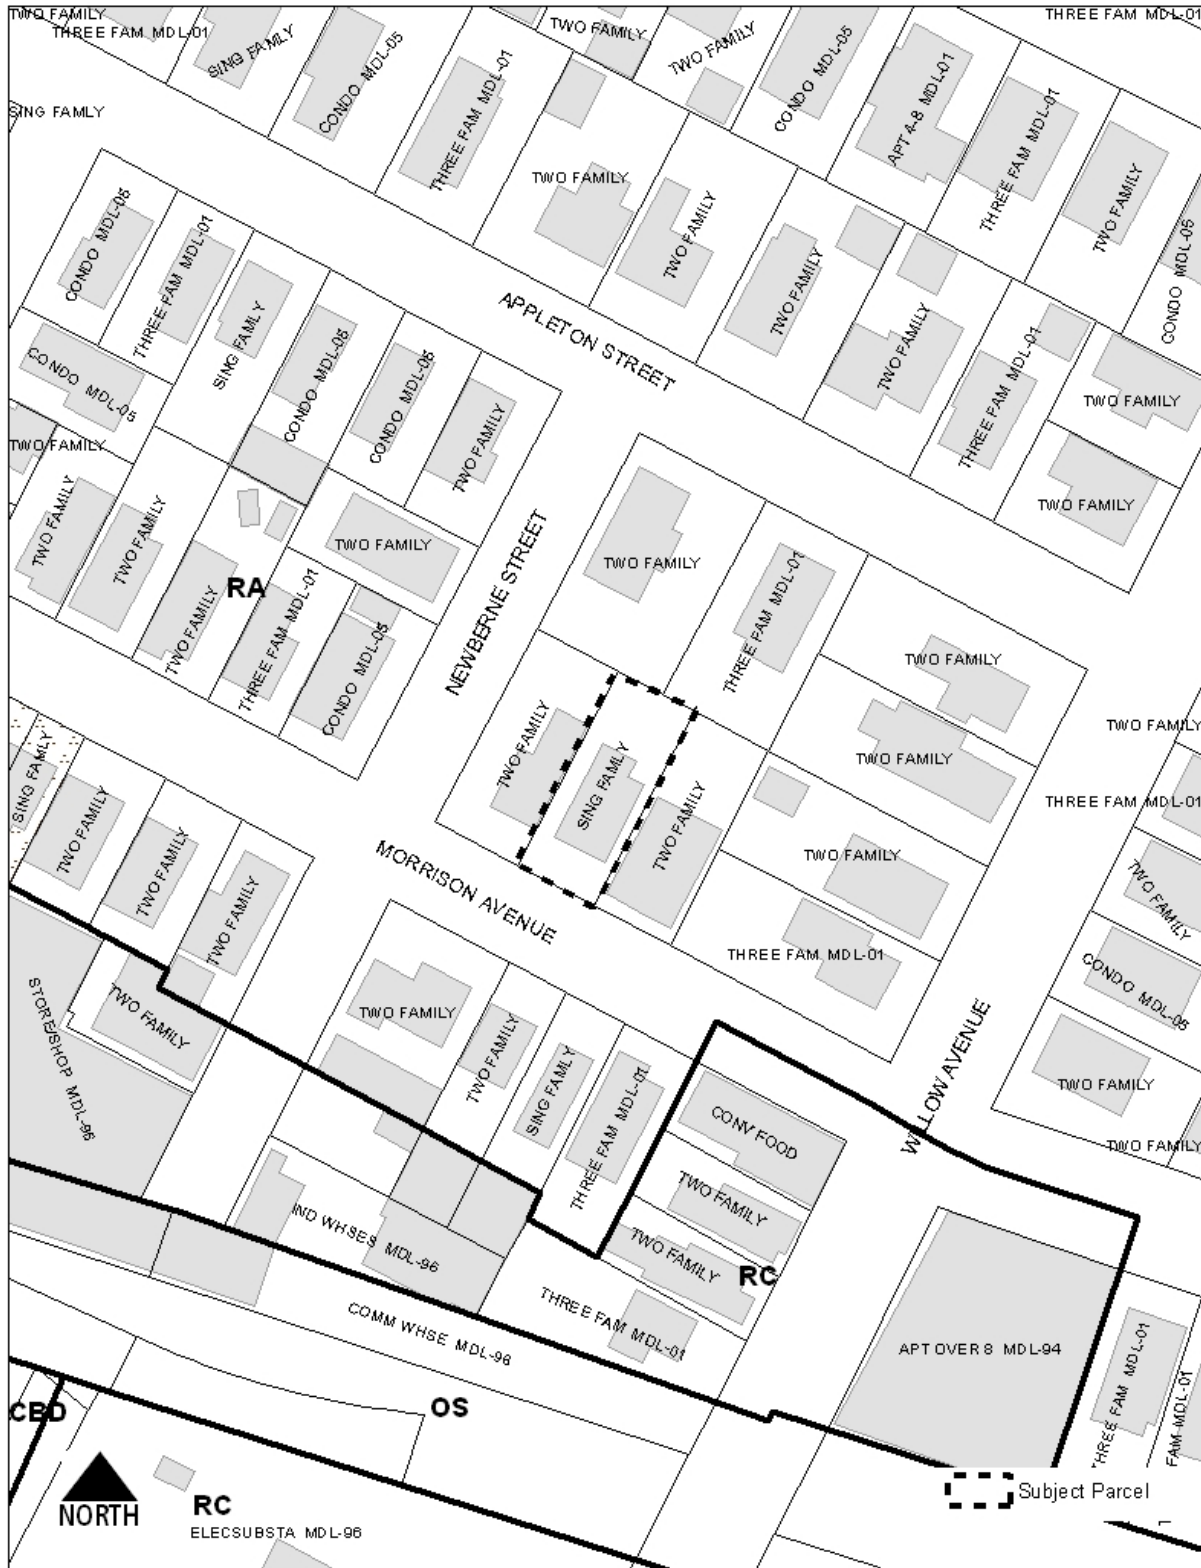 TWO FAMILY
THREE FAM MDL-01
SING FAMLY
CONDO MDL-05
THREE FAM MDL-01
TWO FAMILY
TWO FAMILY
CONDO MDL-05
APT 4-8 MDL-01
THREE FAM MDL-01
THREE FAM MDL-01
TWO FAMILY
CONDO MDL-05
SING FAMLY
CONDO MDL-05
THREE FAM MDL-01
SING FAMLY
CONDO MDL-05
CONDO MDL-05
TWO FAMILY
TWO FAMILY
TWO FAMILY
TWO FAMILY
TWO FAMILY
THREE FAM MDL-01
TWO FAMILY
TWO FAMILY
APPLETON STREET
CONDO MDL-05
TWO FAMILY
TWO FAMILY
TWO FAMILY
TWO FAMILY
RA
THREE FAM MDL-01
CONDO MDL-05
TWO FAMILY
NEWBERNE STREET
TWO FAMILY
THREE FAM MDL-01
TWO FAMILY
TWO FAMILY
TWO FAMILY
SING FAMLY
TWO FAMILY
TWO FAMILY
THREE FAM MDL-01
TWO FAMILY
THREE FAM MDL-01
TWO FAMILY
CONDO MDL-05
TWO FAMILY
TWO FAMILY
SING FAMLY
TWO FAMILY
TWO FAMILY
TWO FAMILY
MORRISON AVENUE
STORE/SHOP MDL-96
TWO FAMILY
TWO FAMILY
TWO FAMILY
SING FAMLY
THREE FAM MDL-01
CONV FOOD
TWO FAMILY
TWO FAMILY
RC
WILLOW AVENUE
IND WHSES MDL-96
THREE FAM MDL-01
COMM WHSE MDL-96
APT OVER 8 MDL-94
THREE FAM MDL-01
FAM MDL-01
CBD
OS
NORTH
RC
ELECSUBSTA MDL-96
Subject Parcel